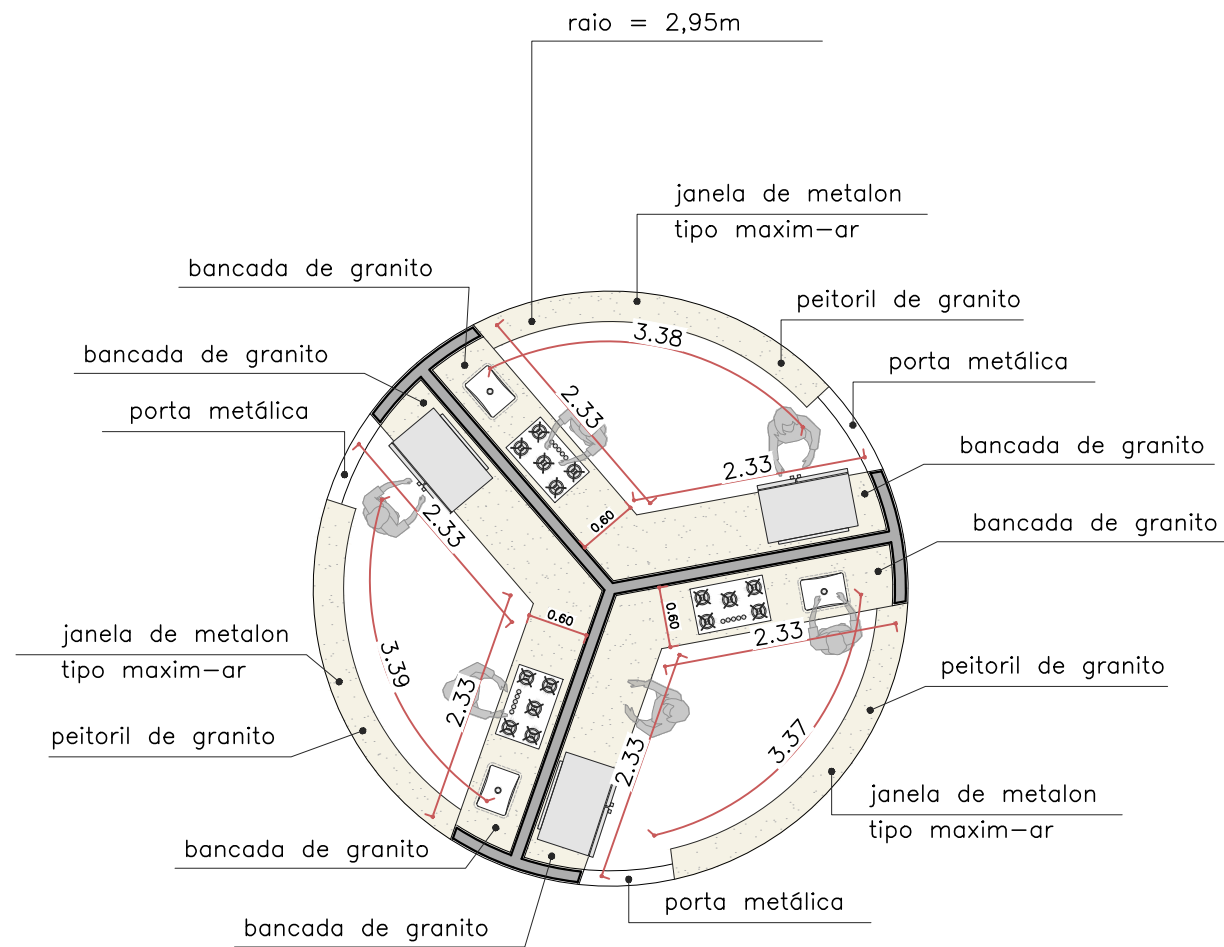 raio = 2,95m
janela de metalon
tipo maxim-ar
bancada de granito
peitoril de granito
bancada de granito
porta metálica
porta metálica
bancada de granito
bancada de granito
janela de metalon
tipo maxim-ar
peitoril de granito
peitoril de granito
janela de metalon
tipo maxim-ar
bancada de granito
porta metálica
bancada de granito
3.38
2.33
2.33
0.60
2.33
0.60
0.60
2.33
3.39
2.33
2.33
3.37